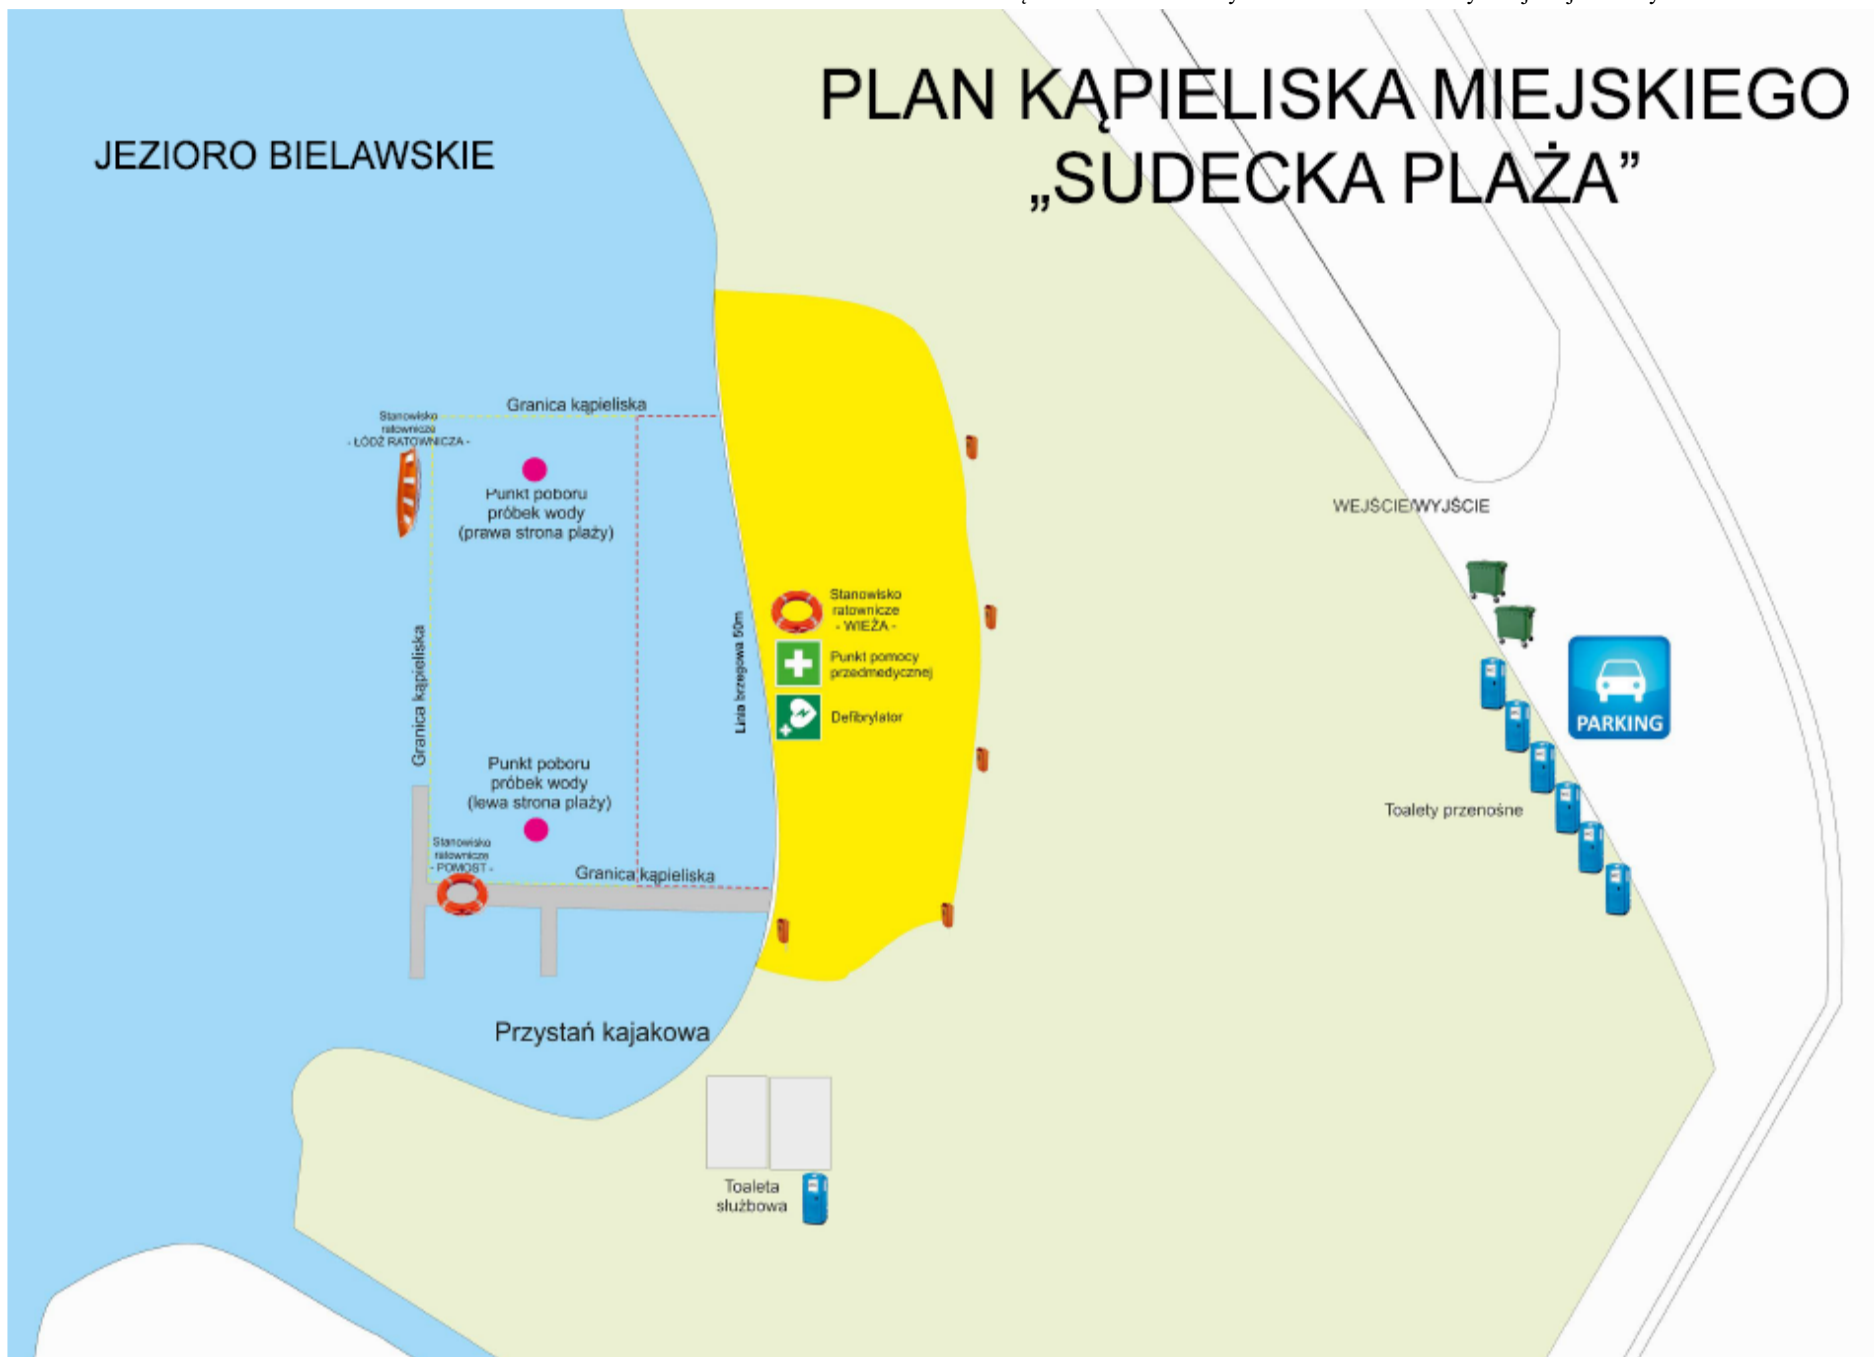 PLAN KĄPIELISKA MIEJSKIEGO
„SUDECKA PLAŻA”
JEZIORO BIELAWSKIE
Granica kąpieliska
Stanowisko
ratownicze
- ŁÓDŹ RATOWNICZA -
Punkt poboru
próbek wody
(prawa strona plaży)
WEJŚCIE/WYJŚCIE
Stanowisko
ratownicze
- WIEŻA -
Punkt pomocy
przedmedycznej
Defibrylator
Linia brzegowa 50m
Granica kąpieliska
PARKING
Punkt poboru
próbek wody
(lewa strona plaży)
Toalety przenośne
Stanowisko
ratownicze
- POMOST -
Granica kąpieliska
Przystań kajakowa
Toaleta
służbowa